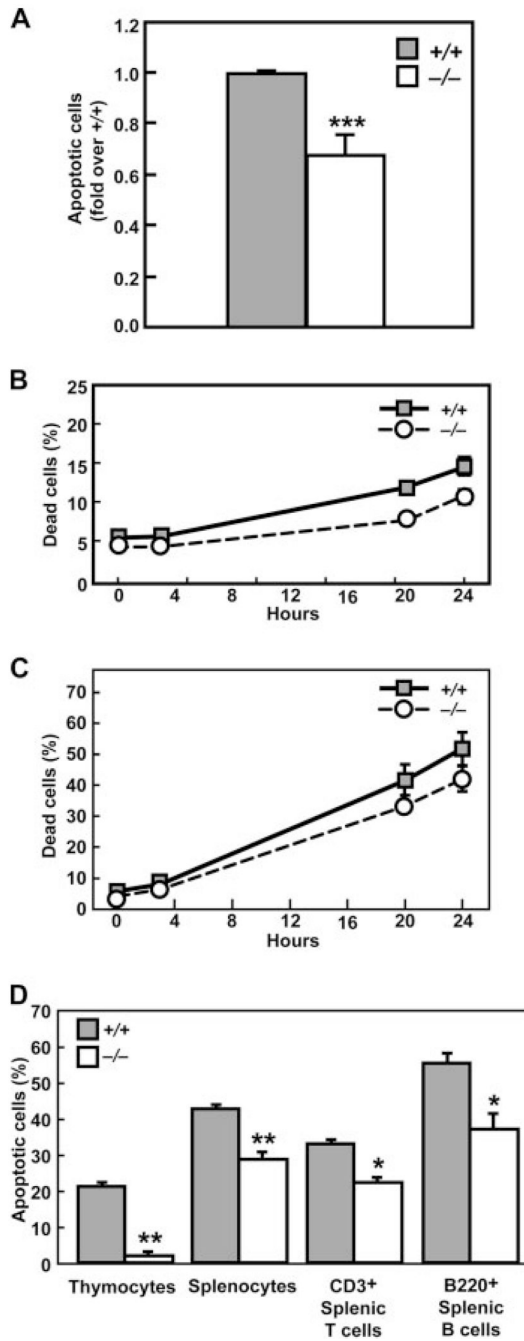 A
Apoptotic cells
(fold over +/+)
1.2
1.0
0.8
0.6
0.4
0.2
0.0
+/+
–/–
***
B
Dead cells (%)
25
20
15
10
5
0
+/+
–/–
0 4 8 12 16 20 24
Hours
C
Dead cells (%)
70
60
50
40
30
20
10
0
+/+
–/–
0 4 8 12 16 20 24
Hours
D
Apoptotic cells (%)
70
60
50
40
30
20
10
0
+/+
–/–
**
**
*
*
Thymocytes
Splenocytes
CD3+
Splenic
T cells
B220+
Splenic
B cells